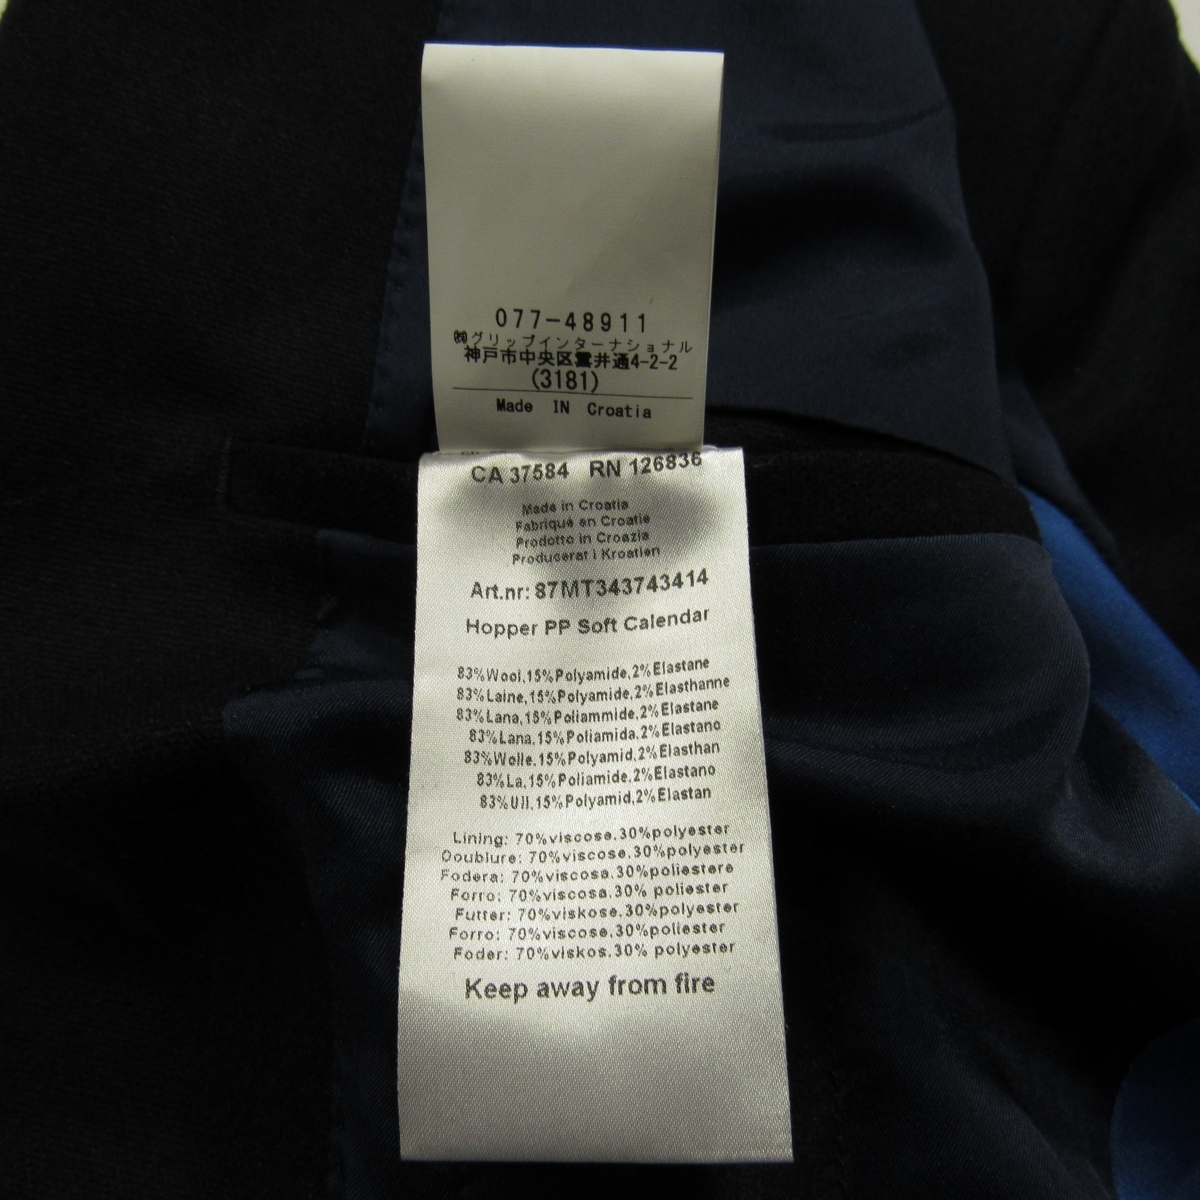 077-48911
㈱グリップインターナショナル
神戸市中央区雲井通4-2-2
(3181)
Made IN Croatia
CA 37584 RN 126836
Made in Croatia
Fabriqué en Croatie
Prodotto in Croazia
Producerat i Kroatien
Art.nr: 87MT343743414
Hopper PP Soft Calendar
83%Wool,15%Polyamide,2%Elastane
83%Laine,15%Polyamide,2%Elasthanne
83%Lana,15%Poliammide,2%Elastane
83%Lana,15%Poliamida,2%Elastano
83%Wolle,15%Polyamid,2%Elasthan
83%La,15%Poliamide,2%Elastano
83%Ull,15%Polyamid,2%Elastan
Lining: 70%viscose.30%polyester
Doublure: 70%viscose.30%polyester
Fodera: 70%viscosa.30%poliestere
Forro: 70%viscosa.30% poliester
Futter: 70%viskose.30%polyester
Forro: 70%viscose.30%poliester
Foder: 70%viskos.30% polyester
Keep away from fire